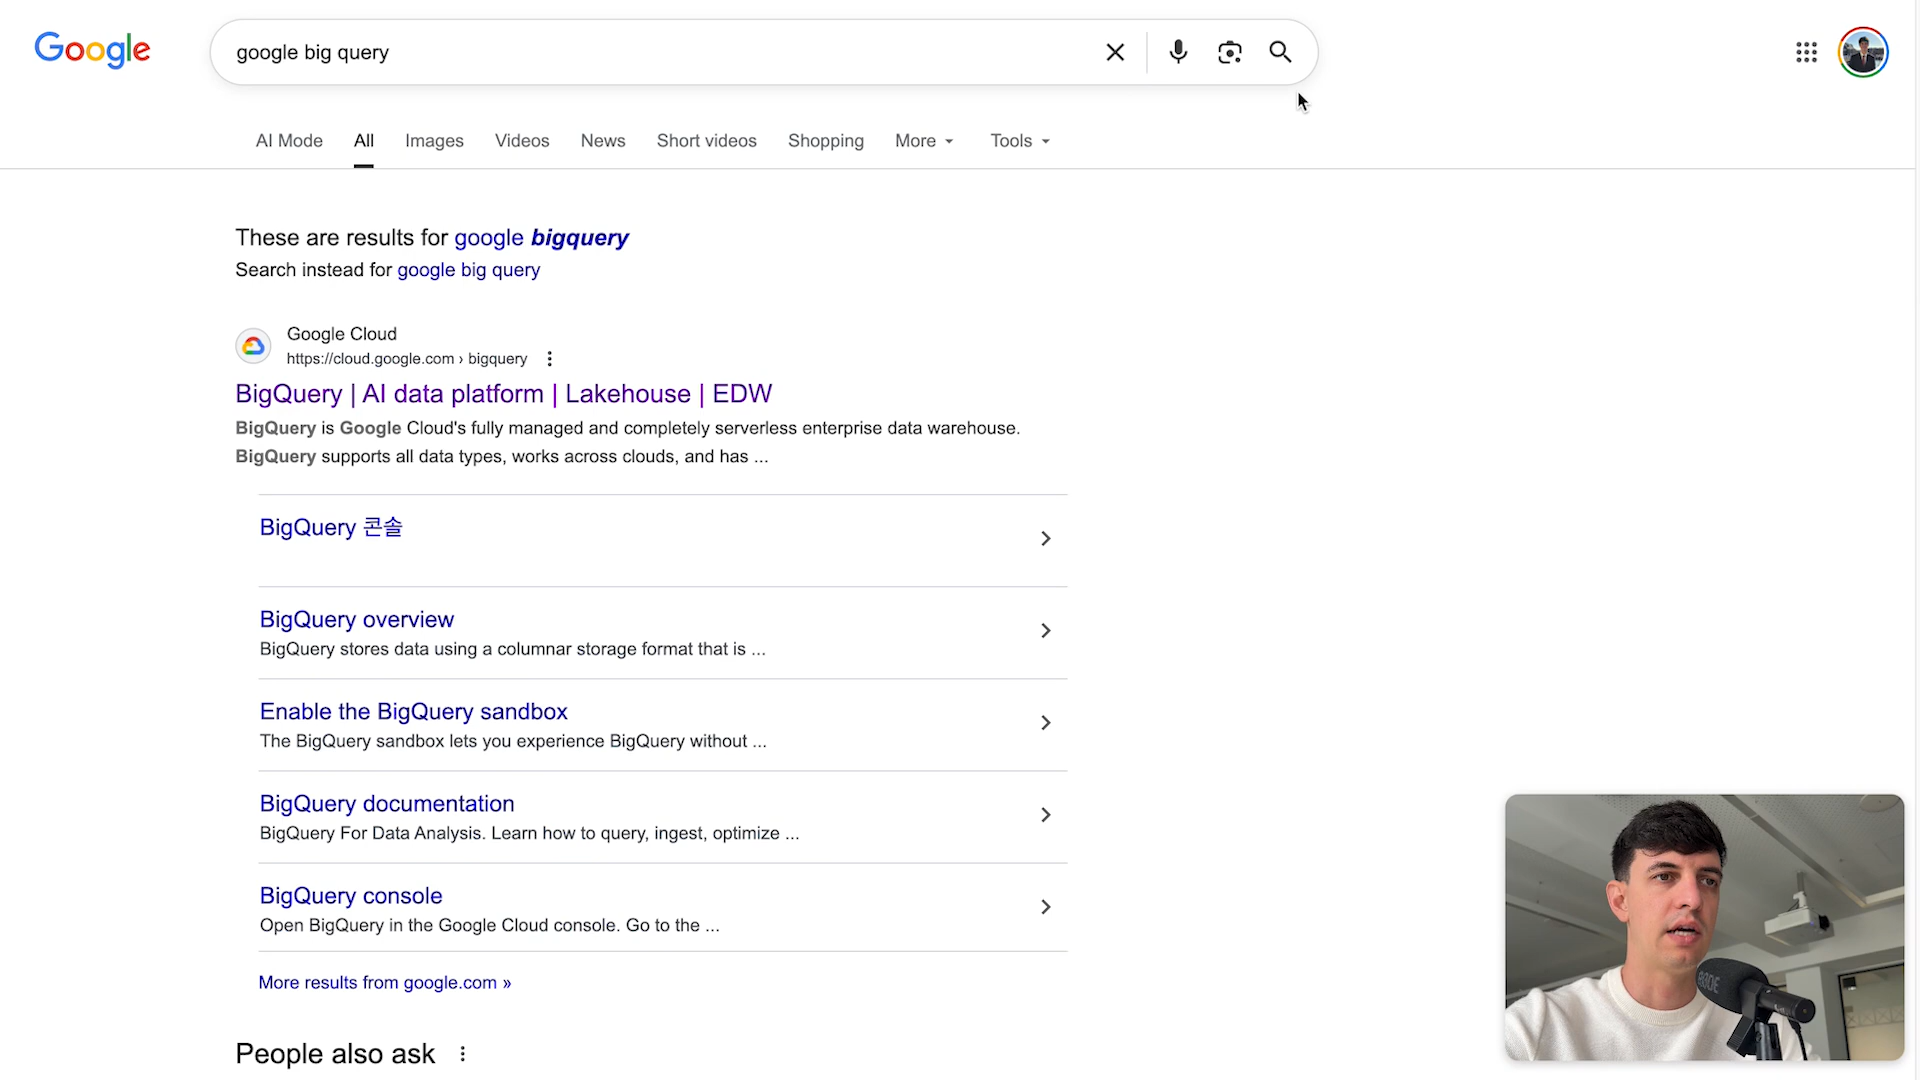 Google
google big query
AI Mode
All
Images
Videos
News
Short videos
Shopping
More
Tools
These are results for google bigquery
Search instead for google big query
Google Cloud
https://cloud.google.com › bigquery
BigQuery | AI data platform | Lakehouse | EDW
BigQuery is Google Cloud's fully managed and completely serverless enterprise data warehouse.
BigQuery supports all data types, works across clouds, and has ...
BigQuery 콘솔
BigQuery overview
BigQuery stores data using a columnar storage format that is ...
Enable the BigQuery sandbox
The BigQuery sandbox lets you experience BigQuery without ...
BigQuery documentation
BigQuery For Data Analysis. Learn how to query, ingest, optimize ...
BigQuery console
Open BigQuery in the Google Cloud console. Go to the ...
More results from google.com »
People also ask
RODE